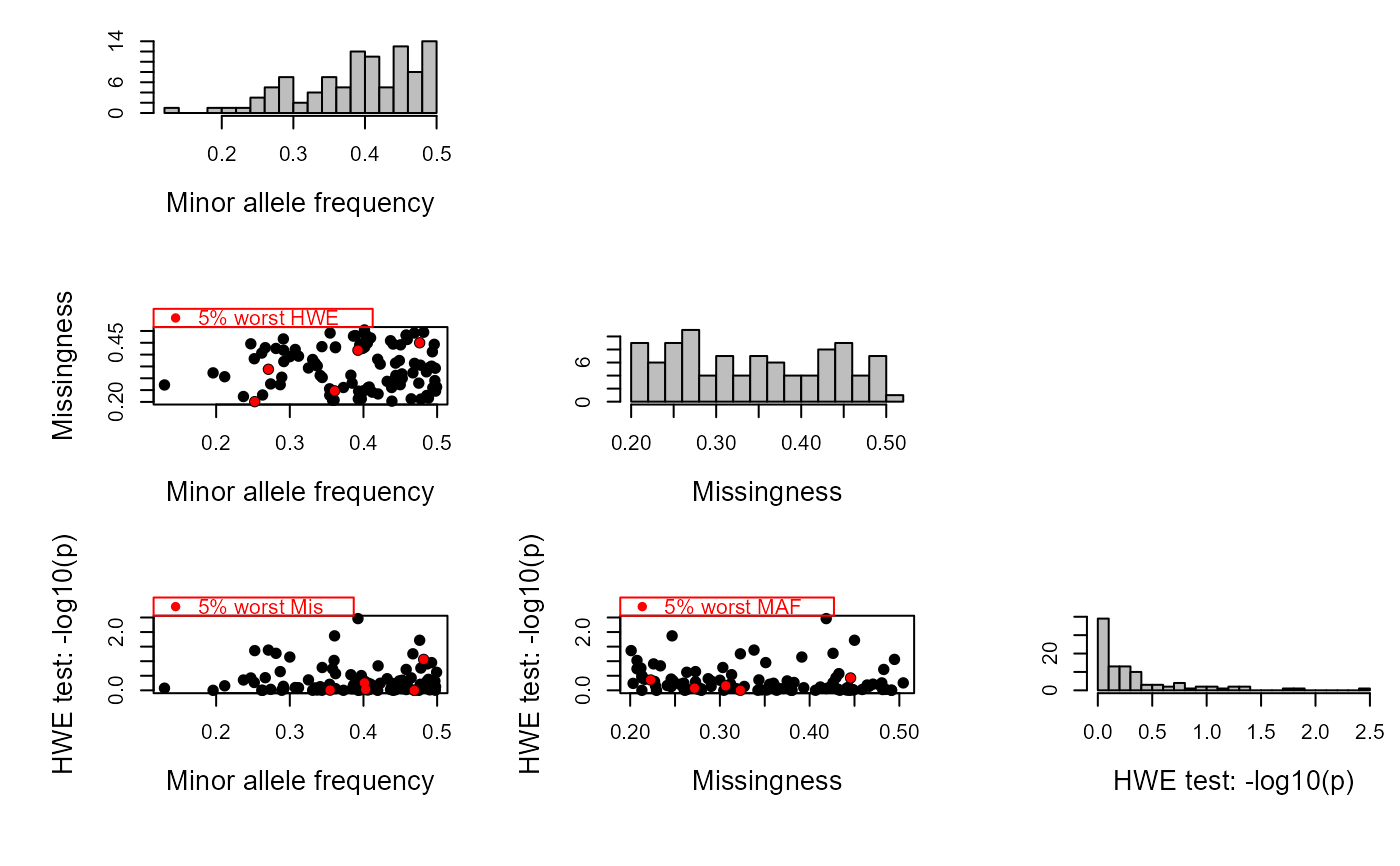 14
6
0
0.2 0.3 0.4 0.5
Minor allele frequency
5% worst HWE
Missingness
0.45
0.20
0.2 0.3 0.4 0.5
Minor allele frequency
6
0
0.20 0.30 0.40 0.50
Missingness
5% worst Mis
HWE test: -log10(p)
2.0
0.0
0.2 0.3 0.4 0.5
Minor allele frequency
5% worst MAF
HWE test: -log10(p)
2.0
0.0
0.20 0.30 0.40 0.50
Missingness
20
0
0.0 0.5 1.0 1.5 2.0 2.5
HWE test: -log10(p)